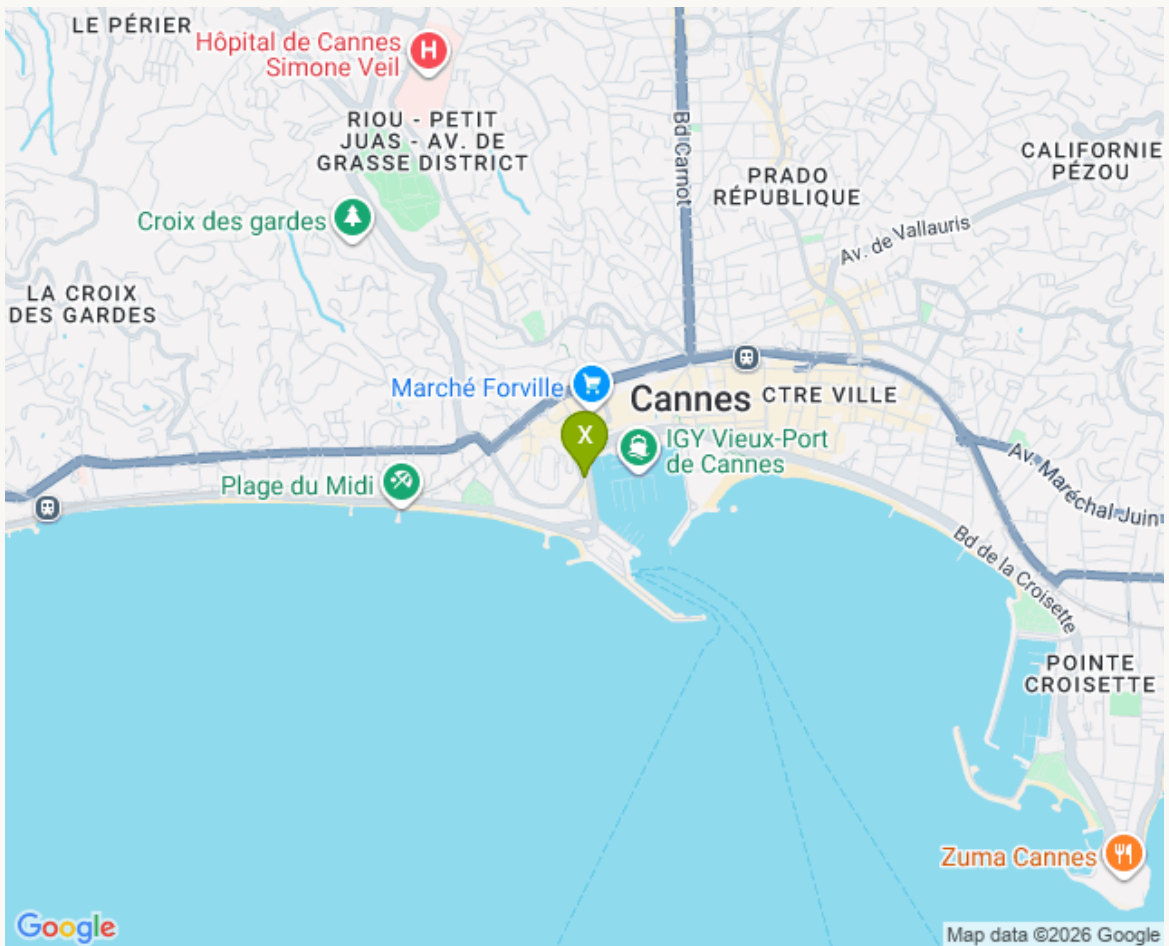 LE PÉRIER
Hôpital de Cannes
Simone Veil
H
RIOU - PETIT
JUAS - AV. DE
GRASSE DISTRICT
Bd Carnot
CALIFORNIE
PÉZOU
PRADO
RÉPUBLIQUE
Croix des gardes
Av. de Vallauris
LA CROIX
DES GARDES
Marché Forville
Cannes
CTRE VILLE
X
IGY Vieux-Port
de Cannes
Plage du Midi
Av. Maréchal Juin
Bd de la Croisette
POINTE
CROISETTE
Zuma Cannes
Google
Map data ©2026 Google